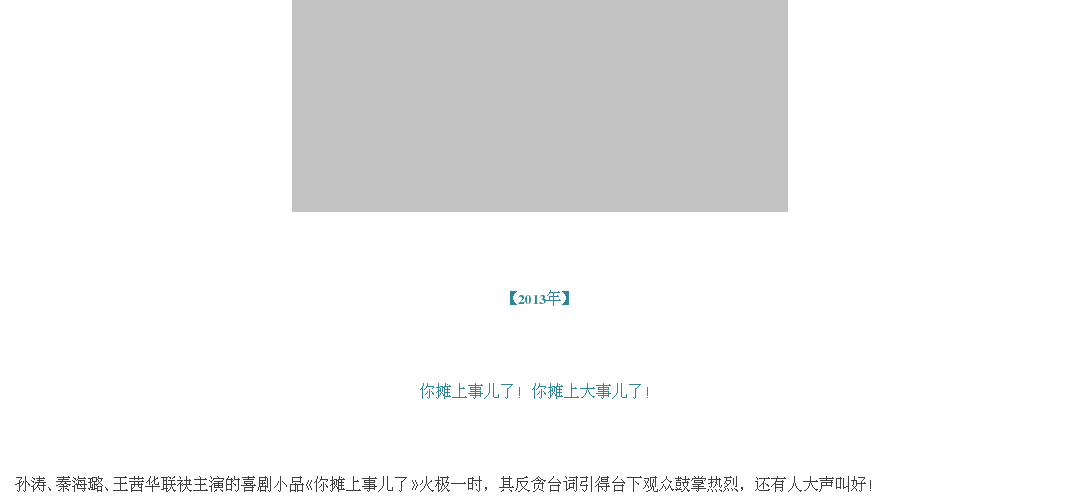 【2013年】
你摊上事儿了！你摊上大事儿了！
孙涛、秦海璐、王茜华联袂主演的喜剧小品《你摊上事儿了》火极一时，其反贪台词引得台下观众鼓掌热烈，还有人大声叫好！